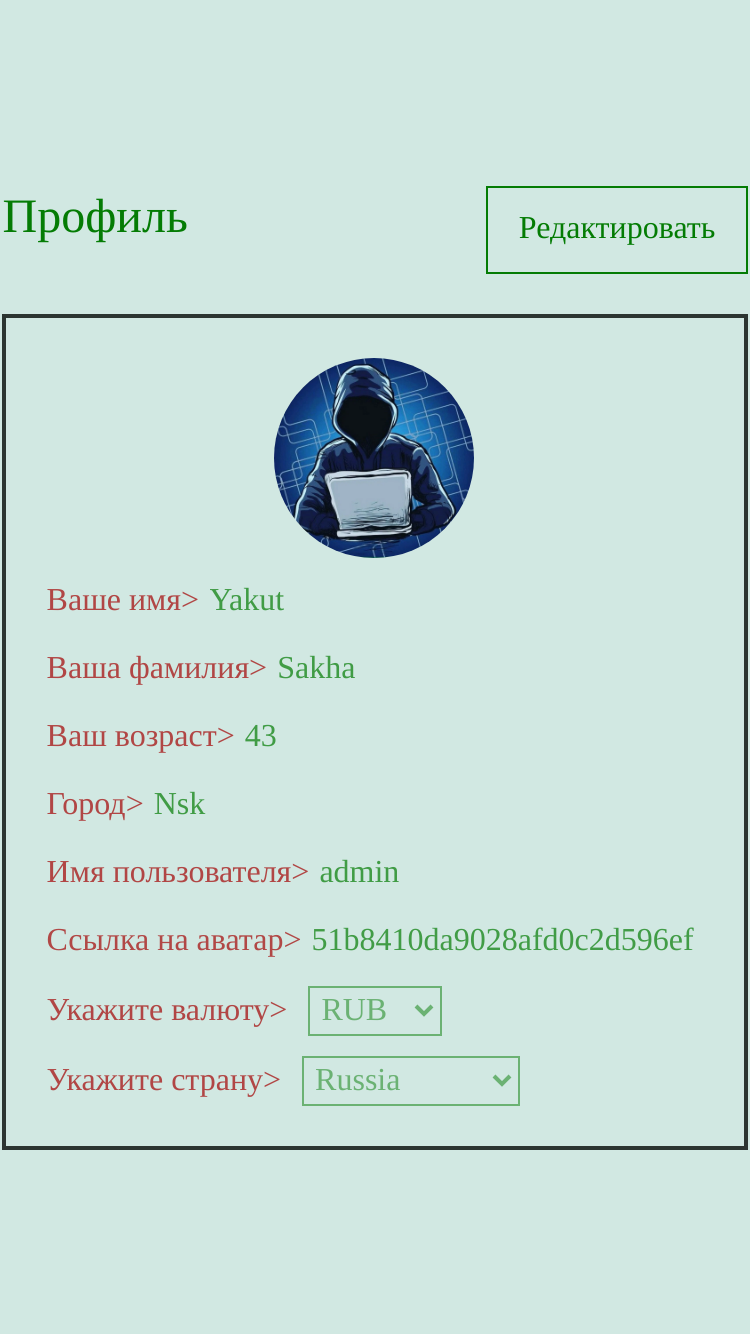 Профиль
Редактировать
Ваше имя> Yakut
Ваша фамилия> Sakha
Ваш возраст> 43
Город> Nsk
Имя пользователя> admin
Ссылка на аватар> 51b8410da9028afd0c2d596ef
Укажите валюту> RUB
Укажите страну> Russia